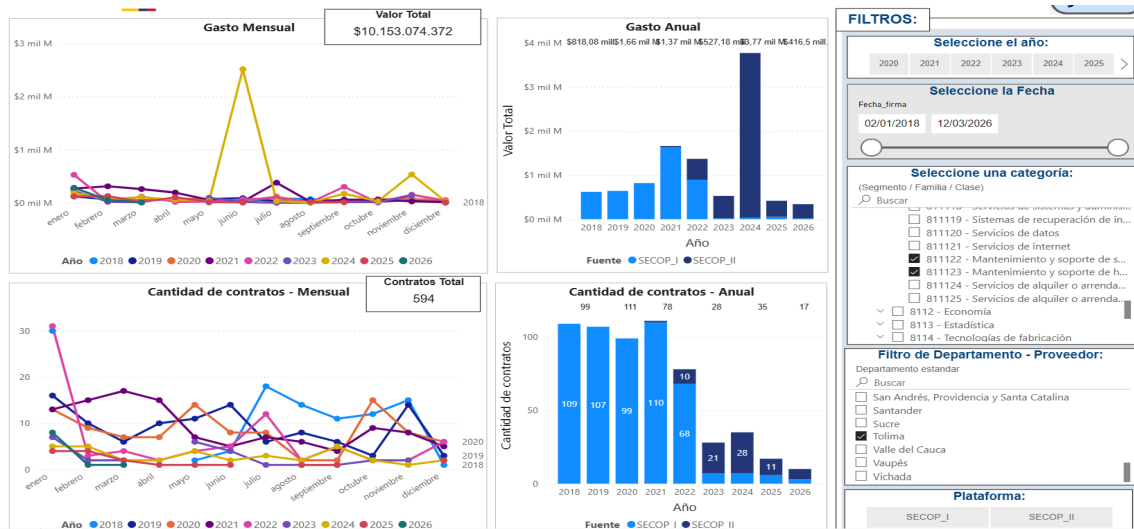 Gasto Mensual
Valor Total
$10.153.074.372
$3 mil M
$2 mil M
$1 mil M
$0 mil M
2018
enero
febrero
marzo
abril
mayo
junio
julio
agosto
septiembre
octubre
noviembre
diciembre
Año 2018 2019 2020 2021 2022 2023 2024 2025 2026
Gasto Anual
$4 mil M
$818,08 mill
$1,66 mil M
$1,37 mil M
$527,18 mill
$3,77 mil M
$416,5 mill.
$3 mil M
$2 mil M
$1 mil M
$0 mil M
Valor Total
2018 2019 2020 2021 2022 2023 2024 2025 2026
Año
Fuente SECOP_I SECOP_II
Cantidad de contratos - Mensual
Contratos Total
594
30
20
10
0
2020
2019
2018
enero
febrero
marzo
abril
mayo
junio
julio
agosto
septiembre
octubre
noviembre
diciembre
Año 2018 2019 2020 2021 2022 2023 2024 2025 2026
Cantidad de contratos - Anual
99 111 78 28 35 17
100
50
0
Cantidad de contratos
109 107 99 110 10 68 21 28 11
2018 2019 2020 2021 2022 2023 2024 2025 2026
Año
Fuente SECOP_I SECOP_II
FILTROS:
Seleccione el año:
2020 2021 2022 2023 2024 2025
Seleccione la Fecha
Fecha_firma
02/01/2018 12/03/2026
Seleccione una categoría:
(Segmento / Familia / Clase)
Buscar
811119 - Sistemas de recuperación de in...
811120 - Servicios de datos
811121 - Servicios de internet
811122 - Mantenimiento y soporte de s...
811123 - Mantenimiento y soporte de h...
811124 - Servicios de alquiler o arrenda...
811125 - Servicios de alquiler o arrenda...
8112 - Economía
8113 - Estadística
8114 - Tecnologías de fabricación
Filtro de Departamento - Proveedor:
Departamento estandar
Buscar
San Andrés, Providencia y Santa Catalina
Santander
Sucre
Tolima
Valle del Cauca
Vaupés
Vichada
Plataforma:
SECOP_I SECOP_II